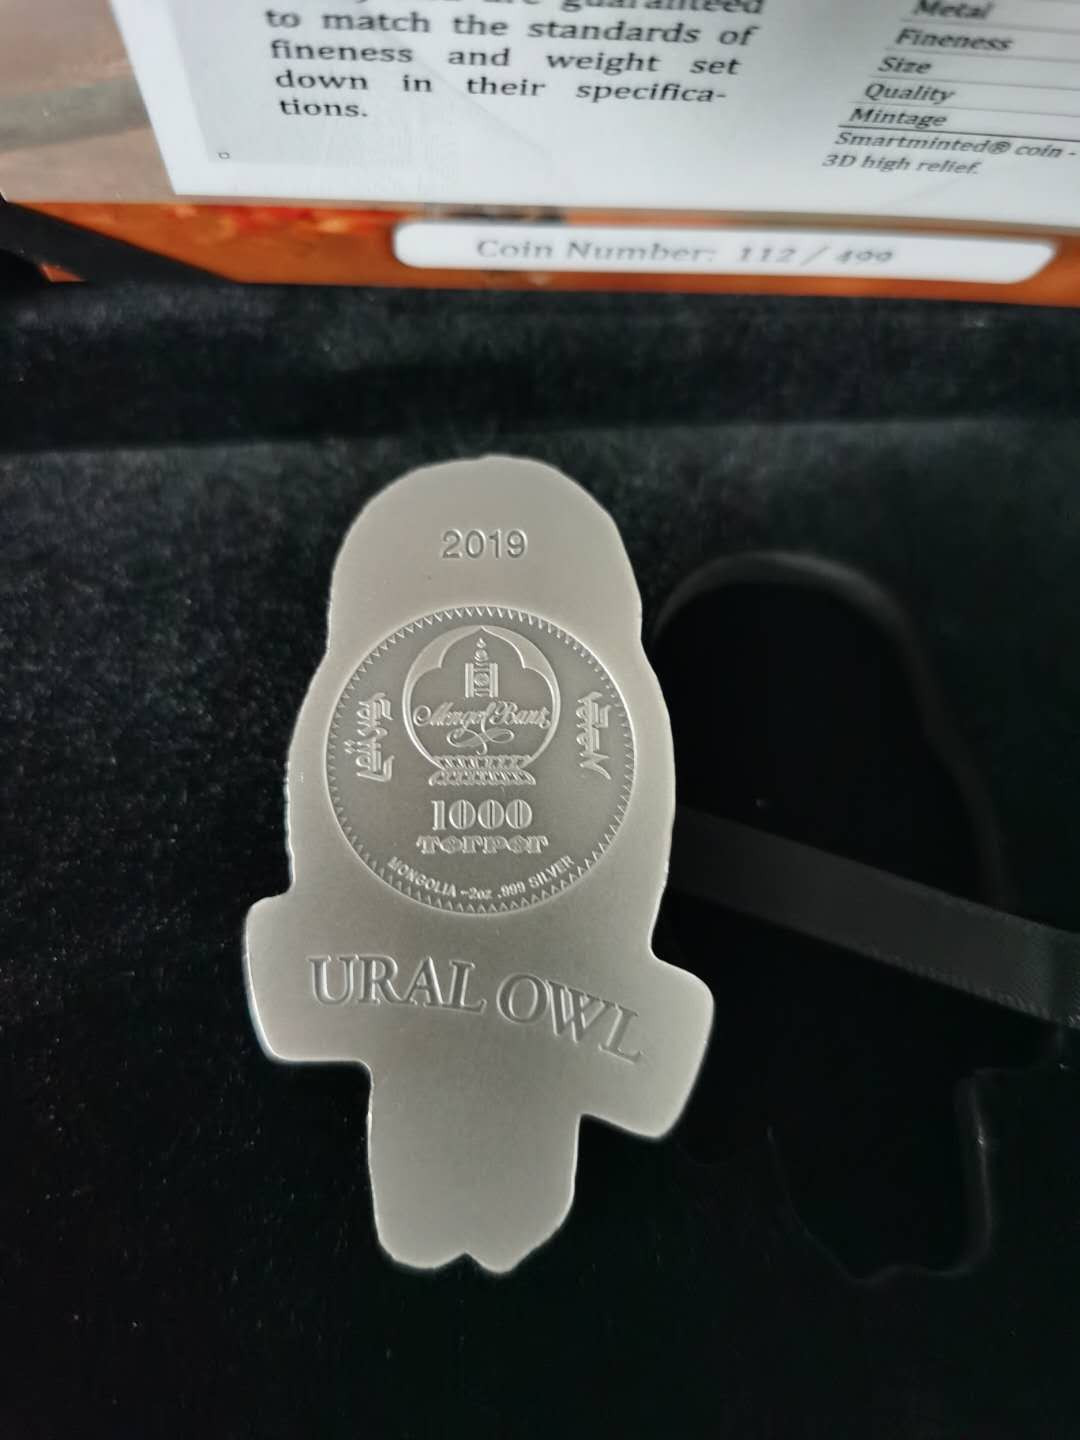 guaranteed
to match the standards of
fineness and weight set
down in their specifica-
tions.
Metal
Fineness
Size
Quality
Mintage
Smartminted® coin -
3D high relief.
Coin Number: 112 / 499
2019
Mongol Bank
1000
ТӨГРӨГ
MONGOLIA - 2oz .999 SILVER
URAL OWL